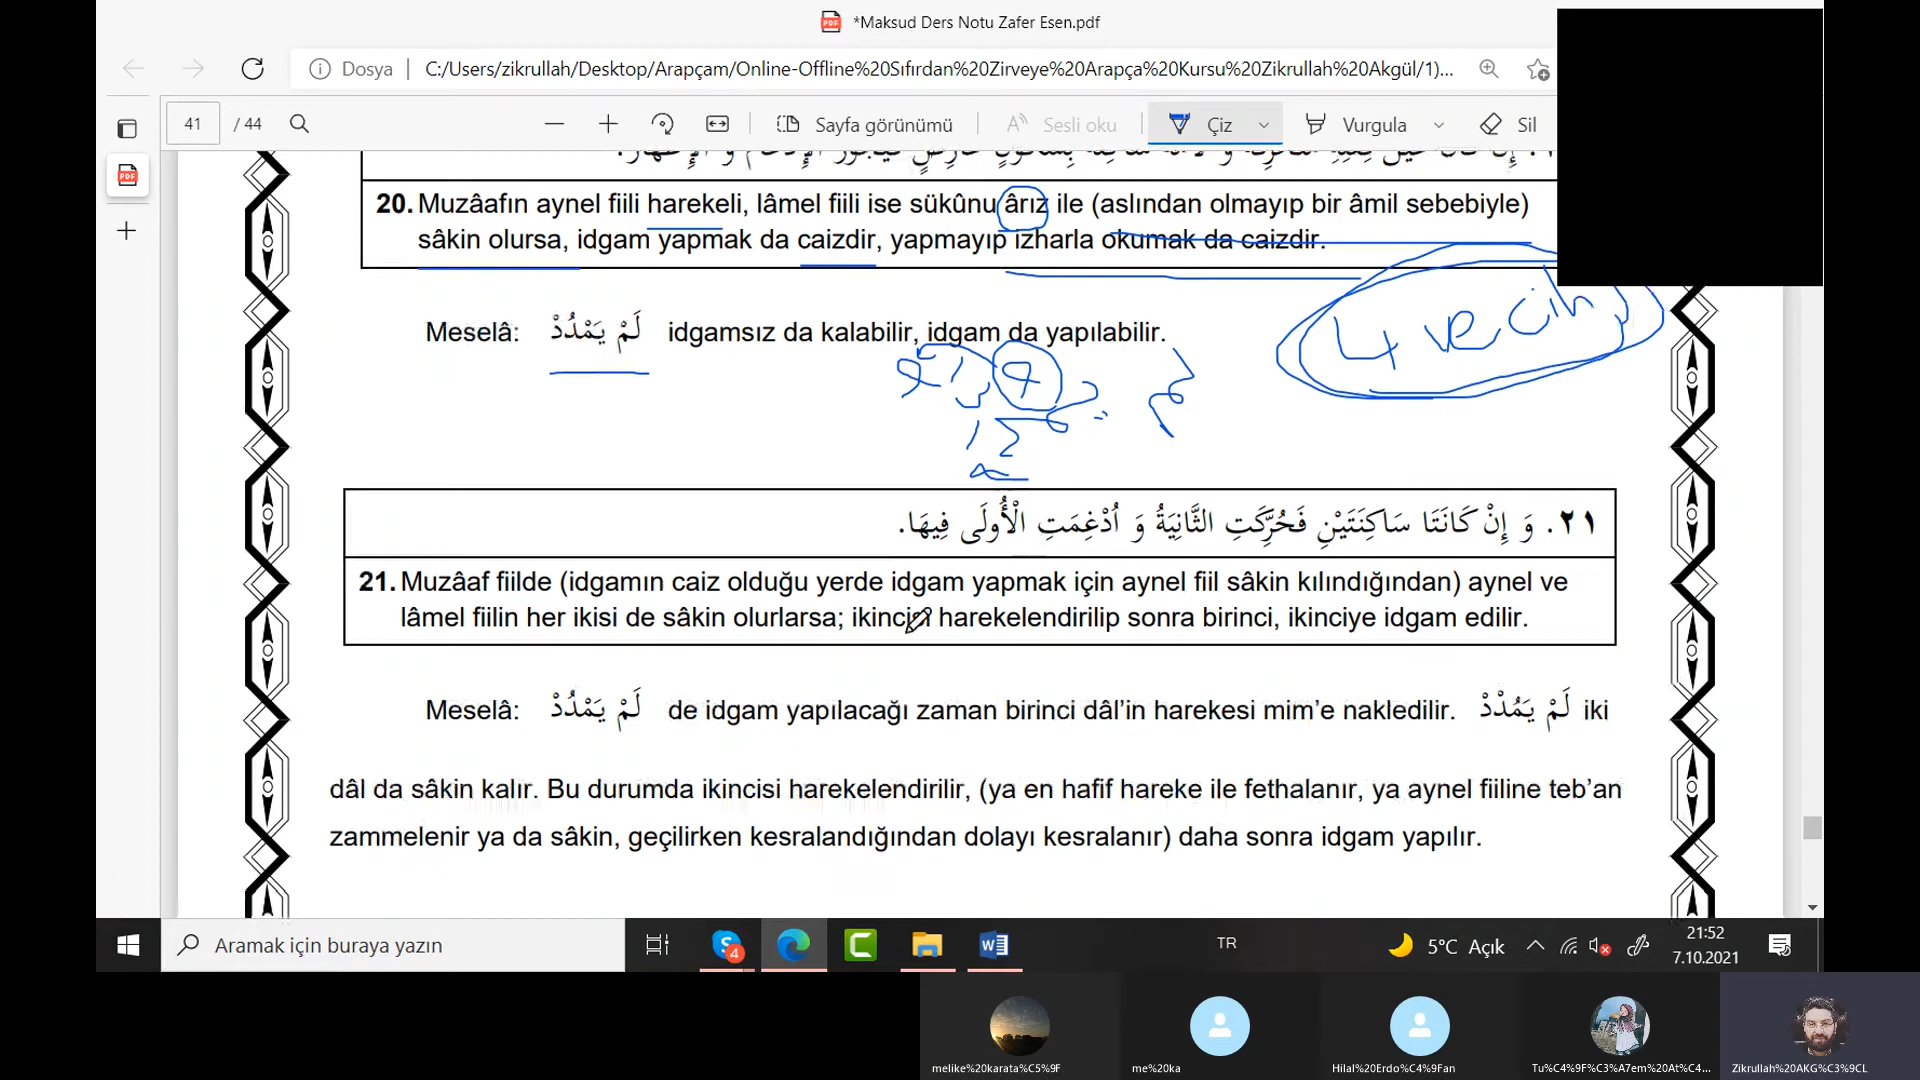 *Maksud Ders Notu Zafer Esen.pdf
Dosya | C:/Users/zikrullah/Desktop/Arapçam/Online-Offline%20Sıfırdan%20Zirveye%20Arapça%20Kursu%20Zikrullah%20Akgül/1)...
41 / 44 Sayfa görünümü Sesli oku Çiz Vurgula Sil
20. Muzâafın aynel fiili harekeli, lâmel fiili ise sükûnu ârız ile (aslından olmayıp bir âmil sebebiyle)
sâkin olursa, idgam yapmak da caizdir, yapmayıp izharla okumak da caizdir.
4 vecih
Meselâ: لَمْ يَمْدُدْ idgamsız da kalabilir, idgam da yapılabilir.
٢١. وَ إِنْ كَانَتَا سَاكِنَتَيْنِ فَحُرِّكَتِ الثَّانِيَةُ وَ اُدْغِمَتِ الْأُولَى فِيهَا.
21. Muzâaf fiilde (idgamın caiz olduğu yerde idgam yapmak için aynel fiil sâkin kılındığından) aynel ve
lâmel fiilin her ikisi de sâkin olurlarsa; ikincisi harekelendirilip sonra birinci, ikinciye idgam edilir.
Meselâ: لَمْ يَمْدُدْ de idgam yapılacağı zaman birinci dâl’in harekesi mim’e nakledilir. لَمْ يَمُدْدْ iki
dâl da sâkin kalır. Bu durumda ikincisi harekelendirilir, (ya en hafif hareke ile fethalanır, ya aynel fiiline teb’an
zammelenir ya da sâkin, geçilirken kesralandığından dolayı kesralanır) daha sonra idgam yapılır.
Aramak için buraya yazın
4
TR
5°C Açık
21:52
7.10.2021
melike%20karata%C5%9F
me%20ka
Hilal%20Erdo%C4%9Fan
Tu%C4%9F%C3%A7em%20At%C4...
Zikrullah%20AKG%C3%9CL